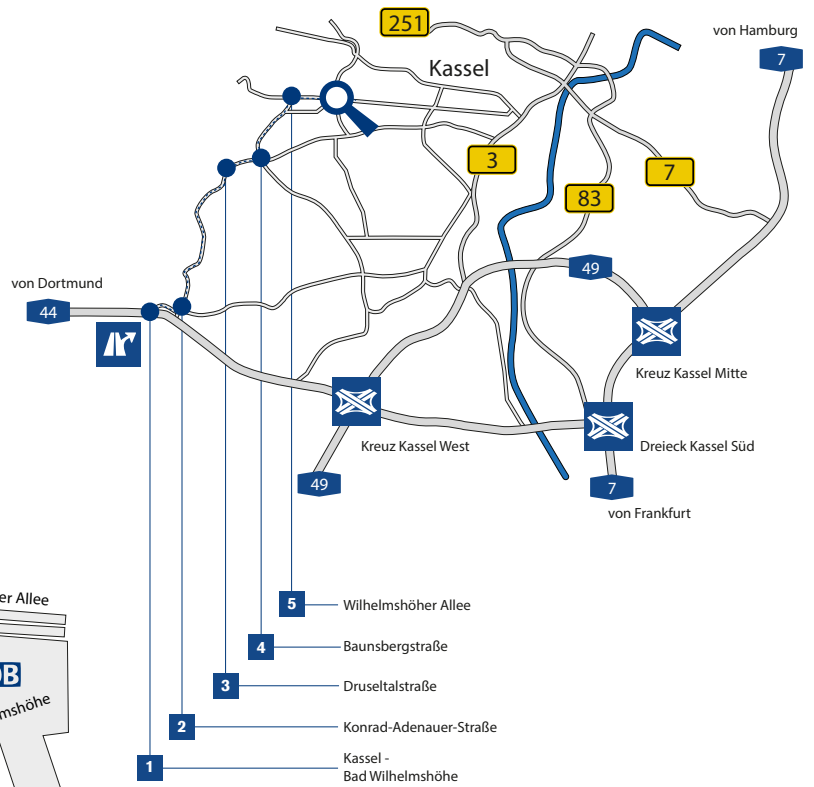 251
von Hamburg
7
Kassel
3
7
83
49
von Dortmund
44
Kreuz Kassel Mitte
Kreuz Kassel West
Dreieck Kassel Süd
49
7
von Frankfurt
er Allee
5 Wilhelmshöher Allee
4 Baunsbergstraße
B
3 Druseltalstraße
mshöhe
2 Konrad-Adenauer-Straße
1 Kassel -
Bad Wilhelmshöhe